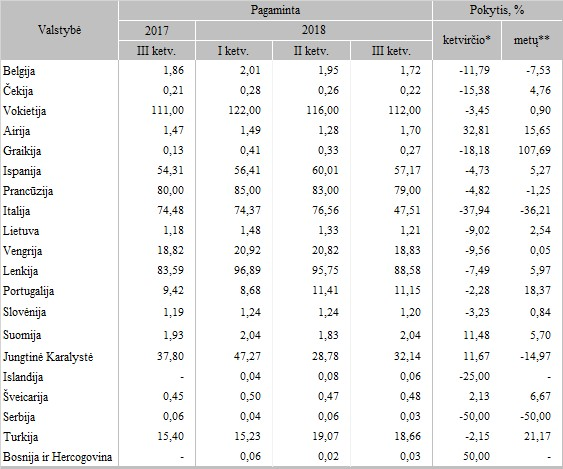 Valstybė Pagaminta Pokytis, %
2017 2018 ketvirčio* metų**
III ketv. I ketv. II ketv. III ketv.
Belgija 1,86 2,01 1,95 1,72 -11,79 -7,53
Čekija 0,21 0,28 0,26 0,22 -15,38 4,76
Vokietija 111,00 122,00 116,00 112,00 -3,45 0,90
Airija 1,47 1,49 1,28 1,70 32,81 15,65
Graikija 0,13 0,41 0,33 0,27 -18,18 107,69
Ispanija 54,31 56,41 60,01 57,17 -4,73 5,27
Prancūzija 80,00 85,00 83,00 79,00 -4,82 -1,25
Italija 74,48 74,37 76,56 47,51 -37,94 -36,21
Lietuva 1,18 1,48 1,33 1,21 -9,02 2,54
Vengrija 18,82 20,92 20,82 18,83 -9,56 0,05
Lenkija 83,59 96,89 95,75 88,58 -7,49 5,97
Portugalija 9,42 8,68 11,41 11,15 -2,28 18,37
Slovėnija 1,19 1,24 1,24 1,20 -3,23 0,84
Suomija 1,93 2,04 1,83 2,04 11,48 5,70
Jungtinė Karalystė 37,80 47,27 28,78 32,14 11,67 -14,97
Islandija - 0,04 0,08 0,06 -25,00 -
Šveicarija 0,45 0,50 0,47 0,48 2,13 6,67
Serbija 0,06 0,04 0,06 0,03 -50,00 -50,00
Turkija 15,40 15,23 19,07 18,66 -2,15 21,17
Bosnija ir Hercogovina - 0,06 0,02 0,03 50,00 -